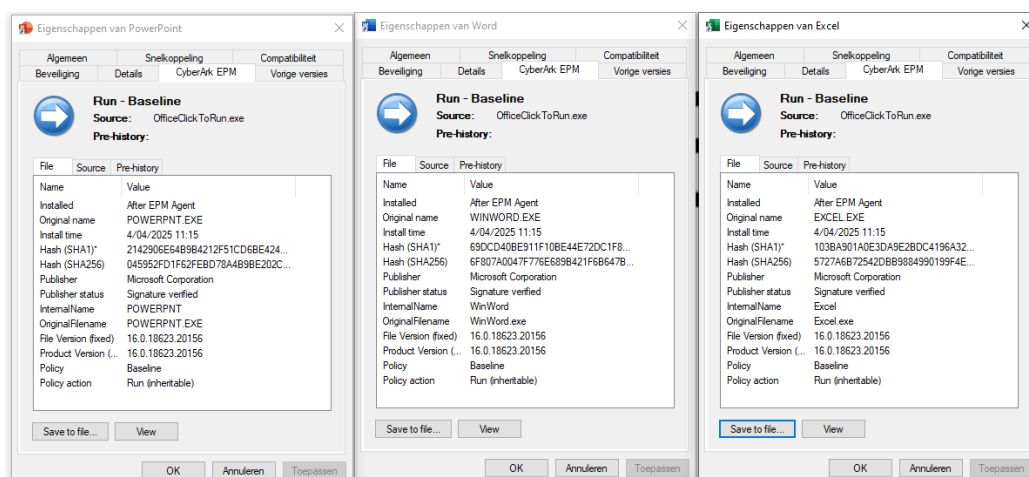 Eigenschappen van PowerPoint
Algemeen Snelkoppeling Compatibiliteit
Beveiliging Details CyberArk EPM Vorige versies
Run - Baseline
Source: OfficeClickToRun.exe
Pre-history:
File Source Pre-history
Name Value
Installed After EPM Agent
Original name POWERPNT.EXE
Install time 4/04/2025 11:15
Hash (SHA1)* 2142906E64B9B4212F51CD6BE424...
Hash (SHA256) 045952FD1F62FEBD78A4B9BE202C...
Publisher Microsoft Corporation
Publisher status Signature verified
InternalName POWERPNT
OriginalFilename POWERPNT.EXE
File Version (fixed) 16.0.18623.20156
Product Version (... 16.0.18623.20156
Policy Baseline
Policy action Run (inheritable)
Save to file... View
OK Annuleren Toepassen
Eigenschappen van Word
Algemeen Snelkoppeling Compatibiliteit
Beveiliging Details CyberArk EPM Vorige versies
Run - Baseline
Source: OfficeClickToRun.exe
Pre-history:
File Source Pre-history
Name Value
Installed After EPM Agent
Original name WINWORD.EXE
Install time 4/04/2025 11:15
Hash (SHA1)* 69DCD40BE911F10BE44E72DC1F8...
Hash (SHA256) 6F807A0047F776E689B421F6B647B...
Publisher Microsoft Corporation
Publisher status Signature verified
InternalName WinWord
OriginalFilename WinWord.exe
File Version (fixed) 16.0.18623.20156
Product Version (... 16.0.18623.20156
Policy Baseline
Policy action Run (inheritable)
Save to file... View
OK Annuleren Toepassen
Eigenschappen van Excel
Algemeen Snelkoppeling Compatibiliteit
Beveiliging Details CyberArk EPM Vorige versies
Run - Baseline
Source: OfficeClickToRun.exe
Pre-history:
File Source Pre-history
Name Value
Installed After EPM Agent
Original name EXCEL.EXE
Install time 4/04/2025 11:15
Hash (SHA1)* 103BA901A0E3DA9E2BDC4196A32...
Hash (SHA256) 5727A6B72542DBB9884990199F4E...
Publisher Microsoft Corporation
Publisher status Signature verified
InternalName Excel
OriginalFilename Excel.exe
File Version (fixed) 16.0.18623.20156
Product Version (... 16.0.18623.20156
Policy Baseline
Policy action Run (inheritable)
Save to file... View
OK Annuleren Toepassen